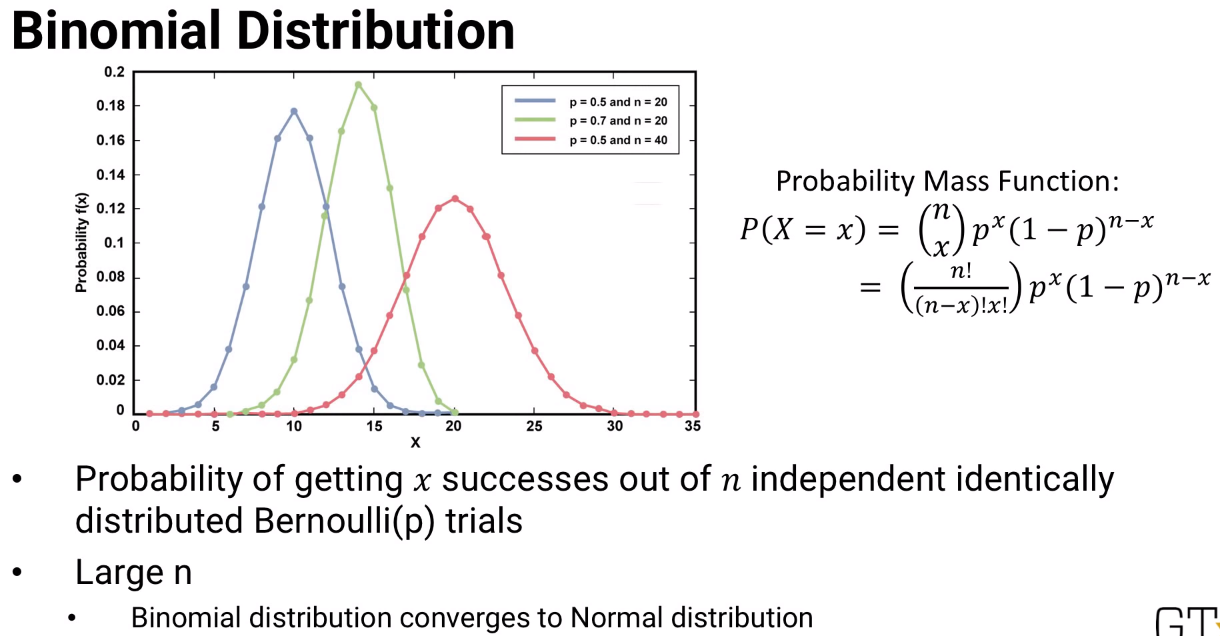 Binomial Distribution
0.2
0.18
0.16
0.14
0.12
0.1
0.08
0.06
0.04
0.02
0
Probability f(x)
p = 0.5 and n = 20
p = 0.7 and n = 20
p = 0.5 and n = 40
0 5 10 15 20 25 30 35
X
Probability Mass Function:
P(X = x) = (n x) pˣ(1 − p)ⁿ⁻ˣ
= (n!/(n−x)!x!) pˣ(1 − p)ⁿ⁻ˣ
• Probability of getting x successes out of n independent identically
distributed Bernoulli(p) trials
• Large n
• Binomial distribution converges to Normal distribution
GT